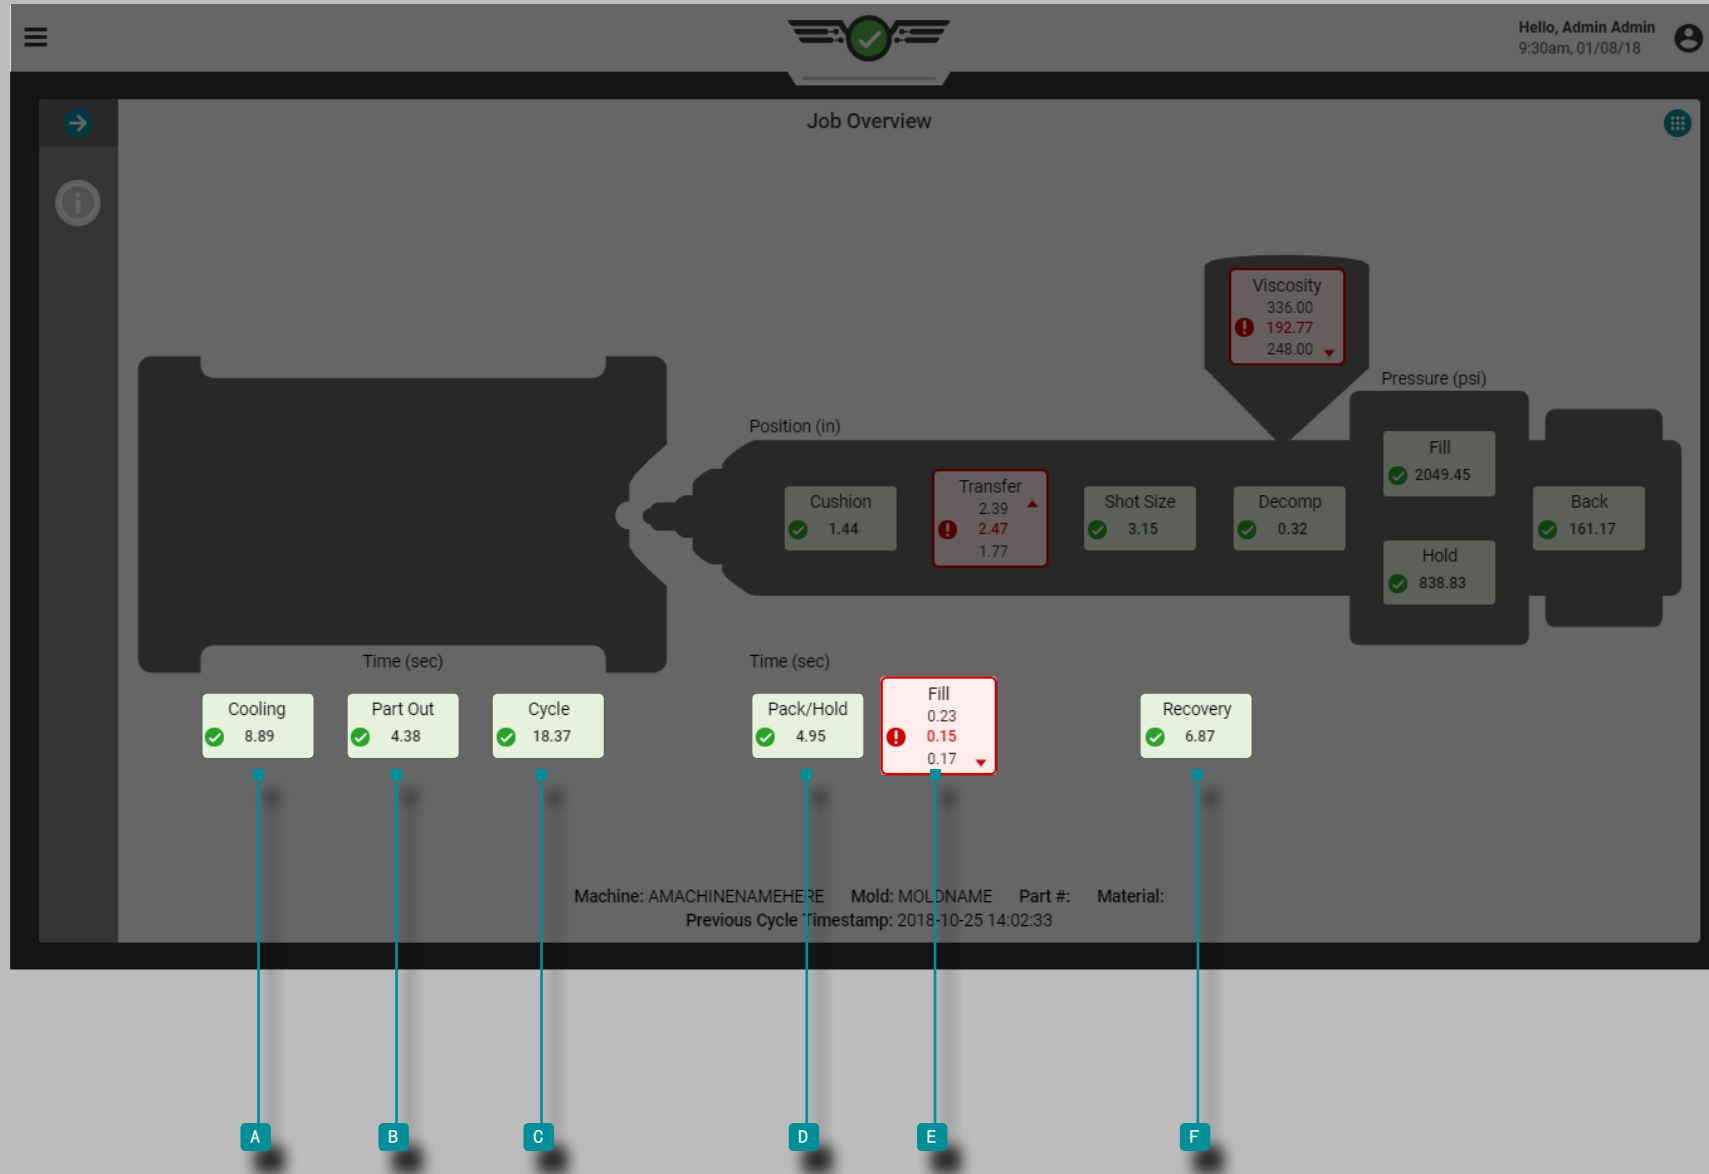 Hello, Admin Admin
9:30am, 01/08/18
Job Overview
Viscosity
336.00
192.77
248.00
Pressure (psi)
Position (in)
Fill
2049.45
Cushion
1.44
Transfer
2.39
2.47
1.77
Shot Size
3.15
Decomp
0.32
Back
161.17
Hold
838.83
Time (sec)
Time (sec)
Cooling
8.89
Part Out
4.38
Cycle
18.37
Pack/Hold
4.95
Fill
0.23
0.15
0.17
Recovery
6.87
Machine: AMACHINENAMEHERE Mold: MOLDNAME Part #: Material:
Previous Cycle Timestamp: 2018-10-25 14:02:33
A B C D E F